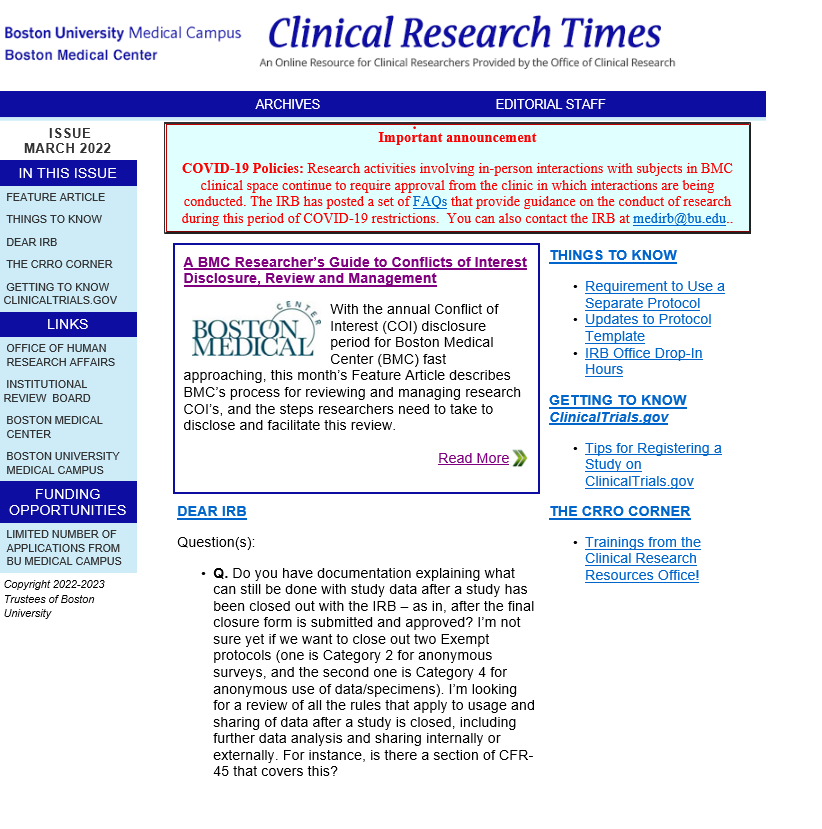 Boston University Medical Campus
Boston Medical Center
Clinical Research Times
An Online Resource for Clinical Researchers Provided by the Office of Clinical Research
ARCHIVES
EDITORIAL STAFF
ISSUE
MARCH 2022
IN THIS ISSUE
FEATURE ARTICLE
THINGS TO KNOW
DEAR IRB
THE CRRO CORNER
GETTING TO KNOW
CLINICALTRIALS.GOV
LINKS
OFFICE OF HUMAN
RESEARCH AFFAIRS
INSTITUTIONAL
REVIEW BOARD
BOSTON MEDICAL
CENTER
BOSTON UNIVERSITY
MEDICAL CAMPUS
FUNDING
OPPORTUNITIES
LIMITED NUMBER OF
APPLICATIONS FROM
BU MEDICAL CAMPUS
Copyright 2022-2023
Trustees of Boston
University
Important announcement
COVID-19 Policies: Research activities involving in-person interactions with subjects in BMC
clinical space continue to require approval from the clinic in which interactions are being
conducted. The IRB has posted a set of FAQs that provide guidance on the conduct of research
during this period of COVID-19 restrictions. You can also contact the IRB at medirb@bu.edu..
A BMC Researcher's Guide to Conflicts of Interest
Disclosure, Review and Management
BOSTON
MEDICAL
CENTER
With the annual Conflict of
Interest (COI) disclosure
period for Boston Medical
Center (BMC) fast
approaching, this month's Feature Article describes
BMC's process for reviewing and managing research
COI's, and the steps researchers need to take to
disclose and facilitate this review.
Read More
DEAR IRB
Question(s):
• Q. Do you have documentation explaining what
can still be done with study data after a study has
been closed out with the IRB – as in, after the final
closure form is submitted and approved? I'm not
sure yet if we want to close out two Exempt
protocols (one is Category 2 for anonymous
surveys, and the second one is Category 4 for
anonymous use of data/specimens). I'm looking
for a review of all the rules that apply to usage and
sharing of data after a study is closed, including
further data analysis and sharing internally or
externally. For instance, is there a section of CFR-
45 that covers this?
THINGS TO KNOW
• Requirement to Use a
Separate Protocol
• Updates to Protocol
Template
• IRB Office Drop-In
Hours
GETTING TO KNOW
ClinicalTrials.gov
• Tips for Registering a
Study on
ClinicalTrials.gov
THE CRRO CORNER
• Trainings from the
Clinical Research
Resources Office!